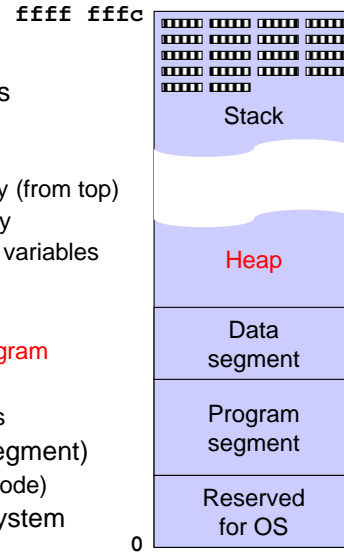 ffff fffc
s
Stack
y (from top)
y
variables
Heap
gram
Data
segment
s
egment)
ode)
ystem
Program
segment
Reserved
for OS
0